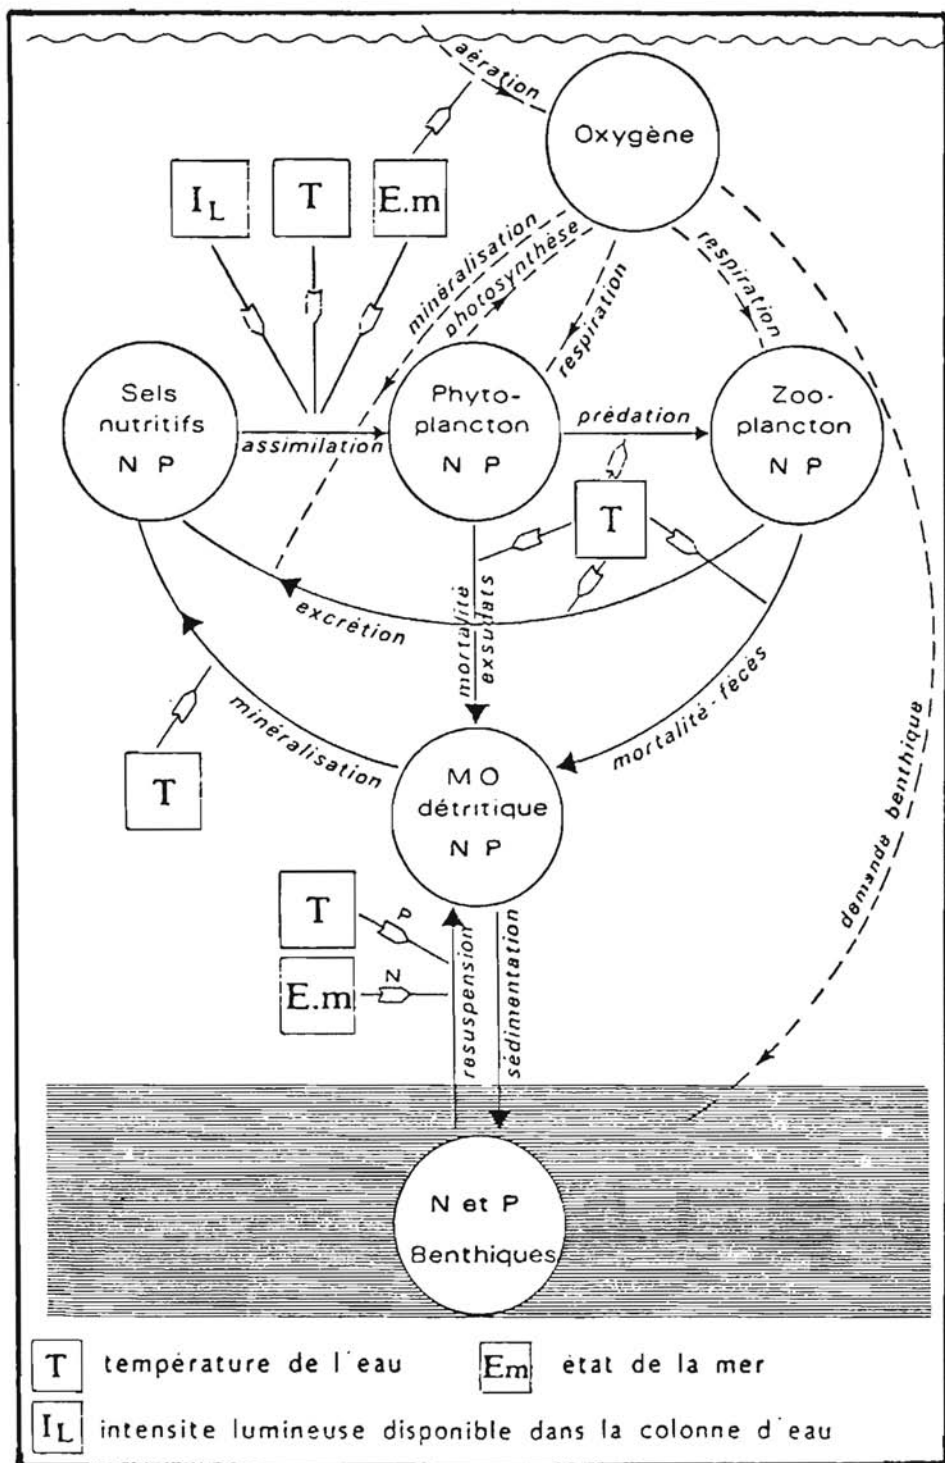 aération
Oxygène
IL
T
E.m
minéralisation
photosynthèse
respiration
respiration
Sels
nutritifs
N P
assimilation
Phyto-
plancton
N P
prédation
Zoo-
plancton
N P
T
excrétion
mortalité
exsudats
mortalité-fécès
minéralisation
T
MO
détritique
N P
demande benthique
T
P
E.m
N
resuspension
sédimentation
N et P
Benthiques
T température de l'eau
Em état de la mer
IL intensite lumineuse disponible dans la colonne d'eau